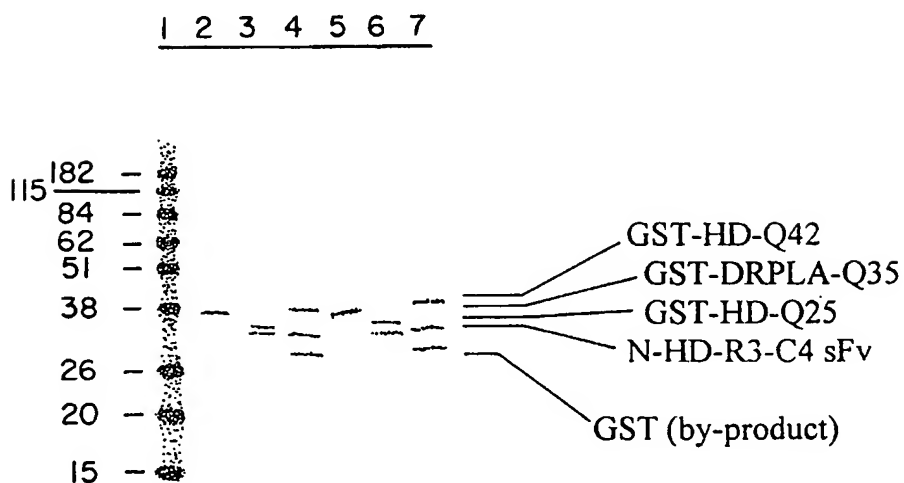 1 2 3 4 5 6 7
182
115
84
62
51
38
26
20
15
GST-HD-Q42
GST-DRPLA-Q35
GST-HD-Q25
N-HD-R3-C4 sFv
GST (by-product)